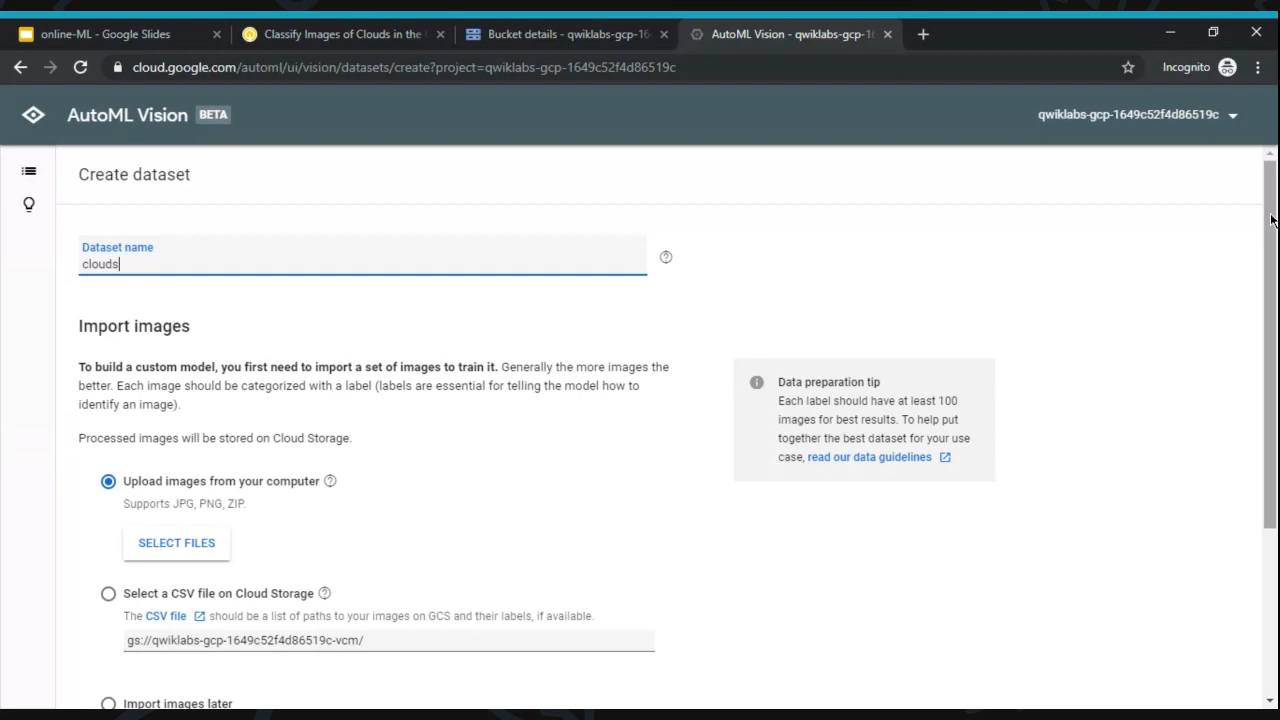 online-ML - Google Slides
Classify Images of Clouds in the
Bucket details - qwiklabs-gcp-16
AutoML Vision - qwiklabs-gcp-1
cloud.google.com/automl/ui/vision/datasets/create?project=qwiklabs-gcp-1649c52f4d86519c
Incognito
AutoML Vision BETA
qwiklabs-gcp-1649c52f4d86519c
Create dataset
Dataset name
clouds
Import images
To build a custom model, you first need to import a set of images to train it. Generally the more images the
better. Each image should be categorized with a label (labels are essential for telling the model how to
identify an image).
Processed images will be stored on Cloud Storage.
Data preparation tip
Each label should have at least 100
images for best results. To help put
together the best dataset for your use
case, read our data guidelines
Upload images from your computer
Supports JPG, PNG, ZIP.
SELECT FILES
Select a CSV file on Cloud Storage
The CSV file should be a list of paths to your images on GCS and their labels, if available.
gs://qwiklabs-gcp-1649c52f4d86519c-vcm/
Import images later